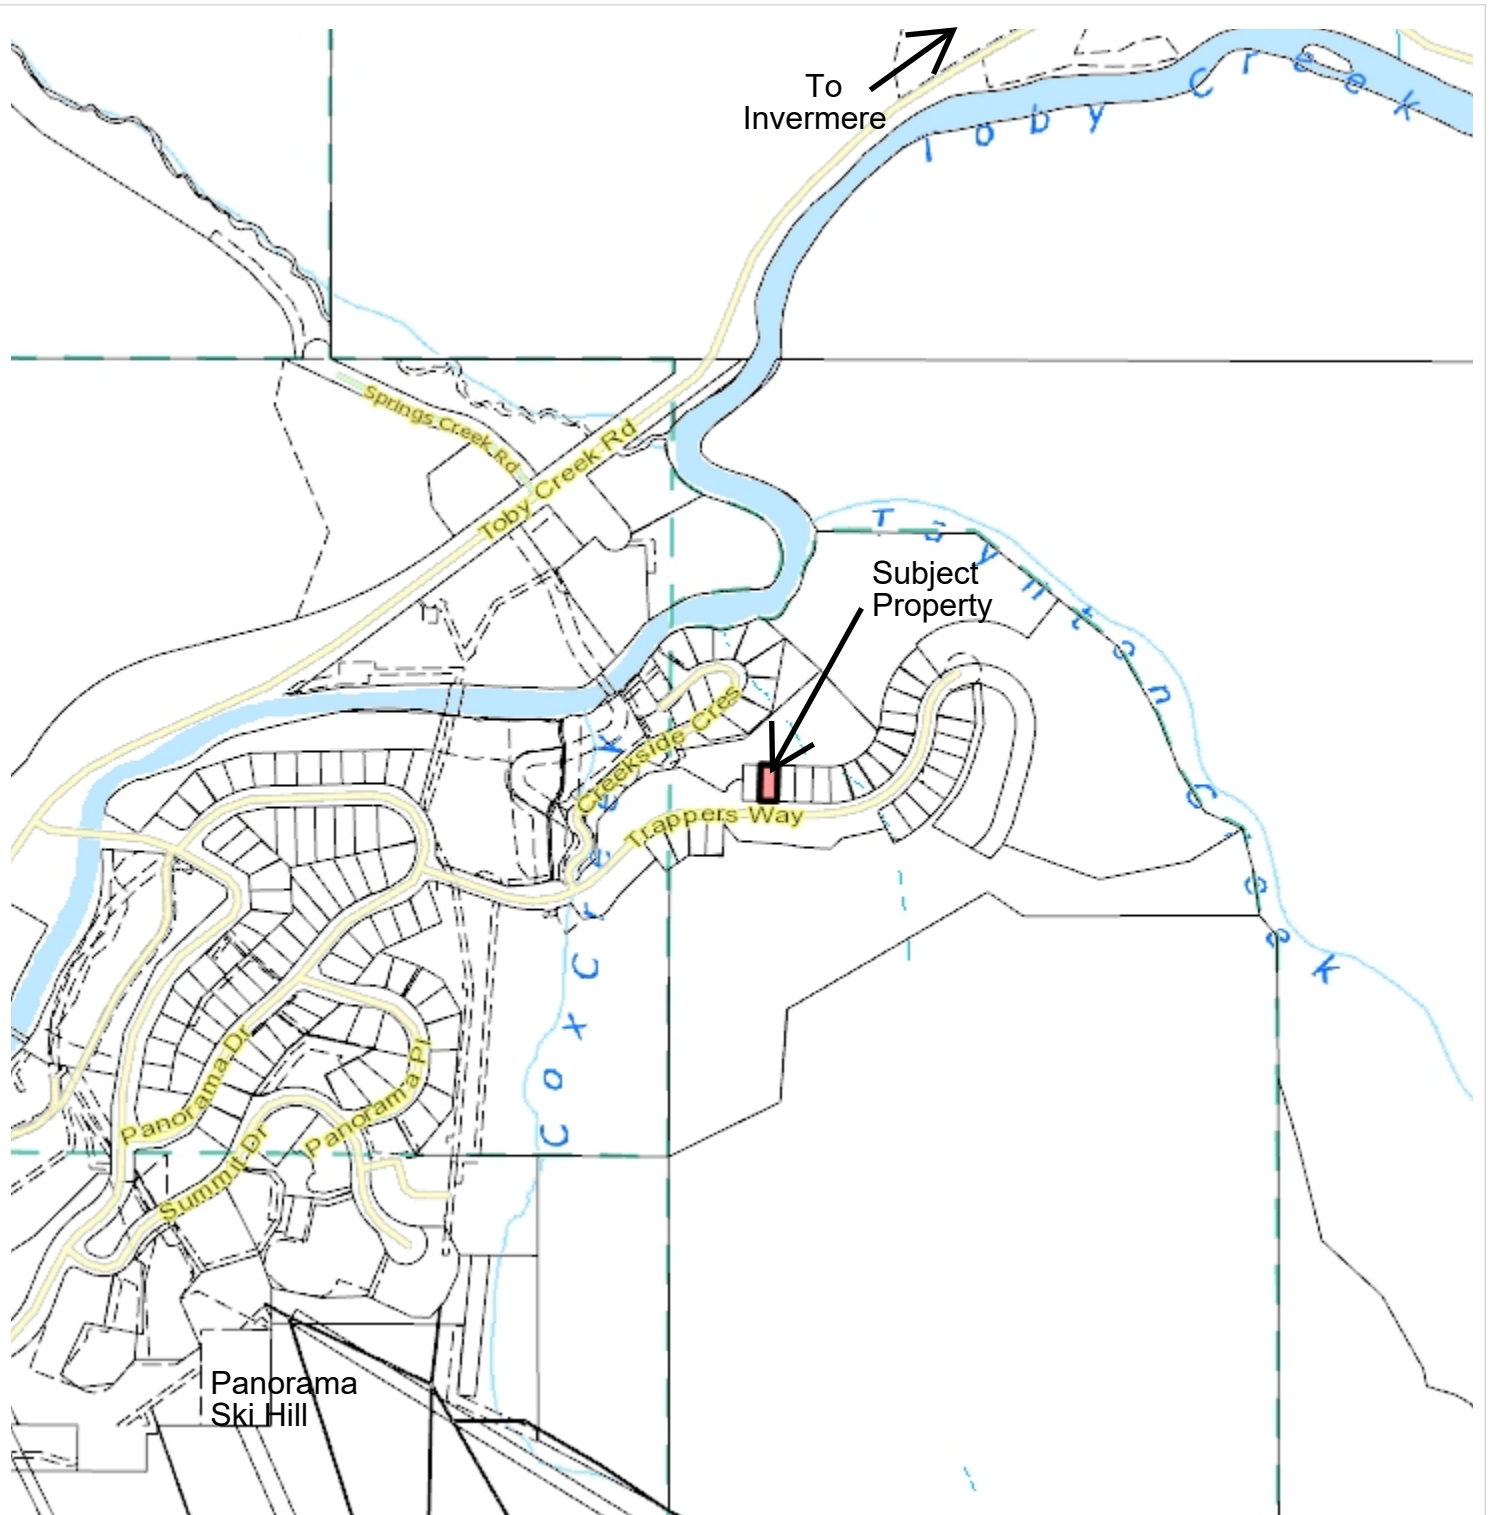 To
Invermere
Toby Creek
Springs Creek Rd
Toby Creek Rd
Taynton Creek
Subject
Property
Creekside Cres
Trappers Way
Cox Creek
Panorama Dr
Panorama Pl
Summit Dr
Panorama
Ski Hill